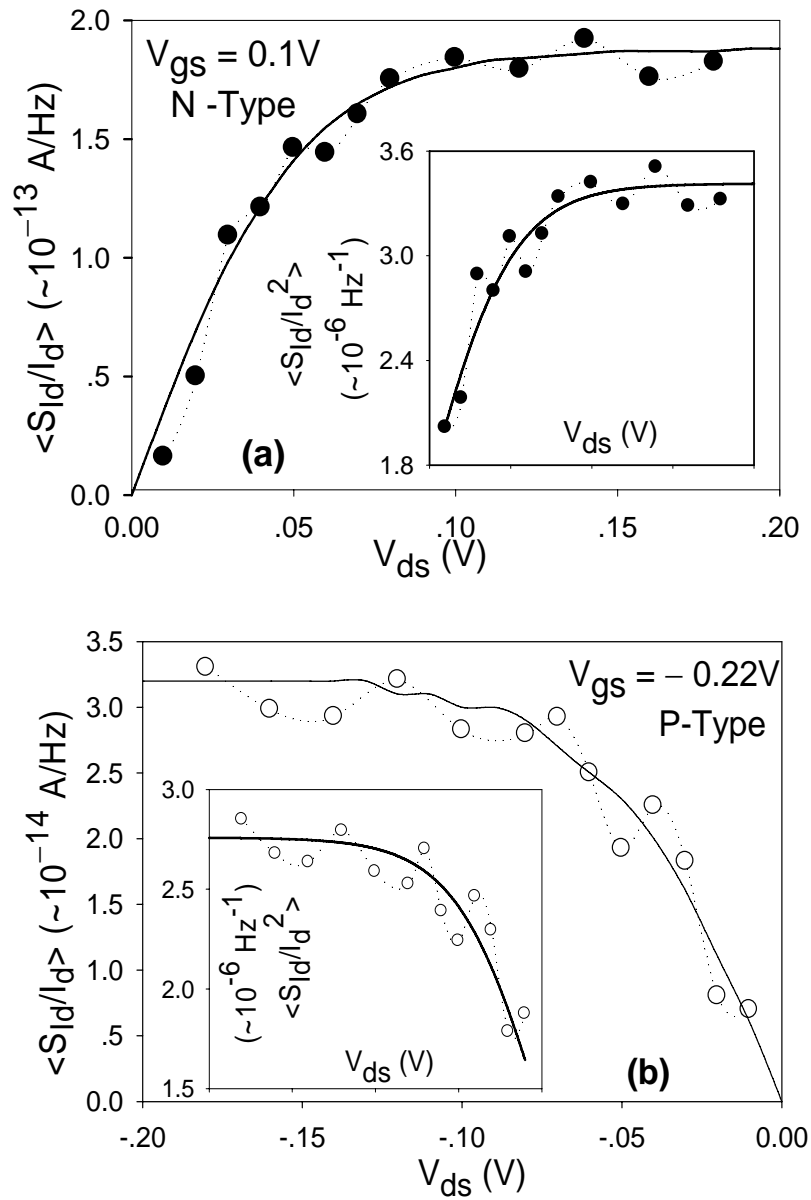 2.0
V_gs = 0.1V
N -Type
1.5
1.0
.5
0.0
<S_Id/I_d> (~10^−13 A/Hz)
3.6
3.0
2.4
1.8
<S_Id/I_d^2>
(~10^-6 Hz^-1)
V_ds (V)
(a)
0.00 .05 .10 .15 .20
V_ds (V)
3.5
V_gs = − 0.22V
P-Type
3.0
2.5
2.0
1.5
1.0
.5
0.0
<S_Id/I_d> (~10^−14 A/Hz)
3.0
2.5
2.0
1.5
(~10^-6 Hz^-1)
<S_Id/I_d^2>
V_ds (V)
(b)
-.20 -.15 -.10 -.05 0.00
V_ds (V)